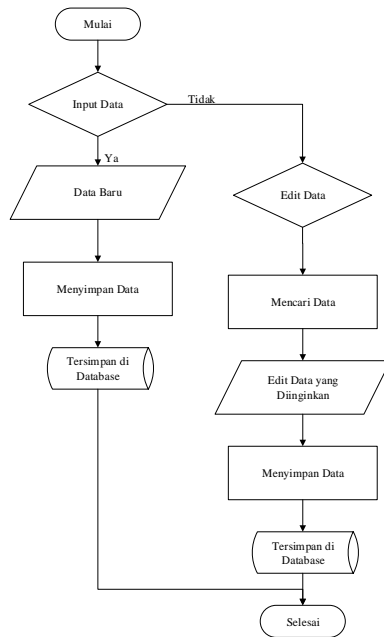 Mulai
Input Data
Tidak
Ya
Data Baru
Edit Data
Menyimpan Data
Mencari Data
Tersimpan di
Database
Edit Data yang
Diinginkan
Menyimpan Data
Tersimpan di
Database
Selesai